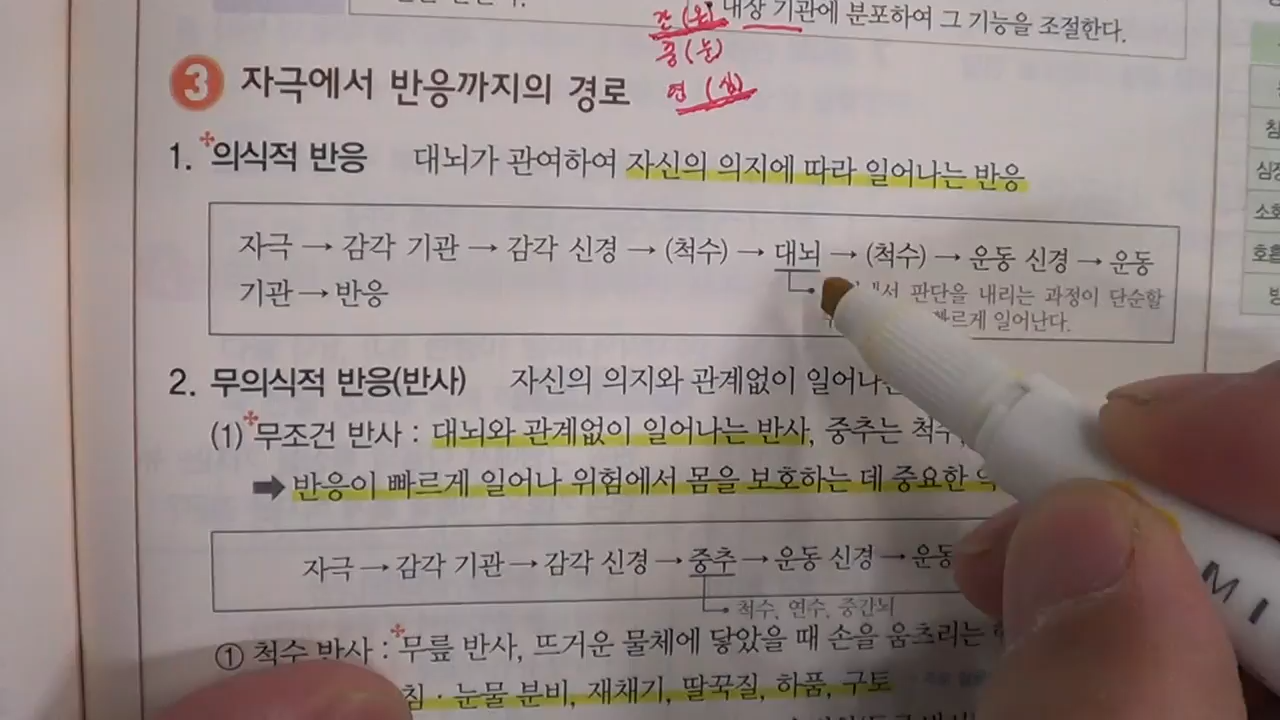 간 (온) 내장 기관에 분포하여 그 기능을 조절한다.
중 (눈)
연 (심)
3 자극에서 반응까지의 경로
1. *의식적 반응 대뇌가 관여하여 자신의 의지에 따라 일어나는 반응
자극 → 감각 기관 → 감각 신경 → (척수) → 대뇌 → (척수) → 운동 신경 → 운동
기관 → 반응
서 판단을 내리는 과정이 단순할
빠르게 일어난다.
2. 무의식적 반응(반사) 자신의 의지와 관계없이 일어나는
(1) *무조건 반사 : 대뇌와 관계없이 일어나는 반사, 중추는 척수,
➡ 반응이 빠르게 일어나 위험에서 몸을 보호하는 데 중요한
자극 → 감각 기관 → 감각 신경 → 중추 → 운동 신경 → 운동
척수, 연수, 중간뇌
① 척수 반사 : *무릎 반사, 뜨거운 물체에 닿았을 때 손을 움츠리는
침 · 눈물 분비, 재채기, 딸꾹질, 하품, 구토
M I